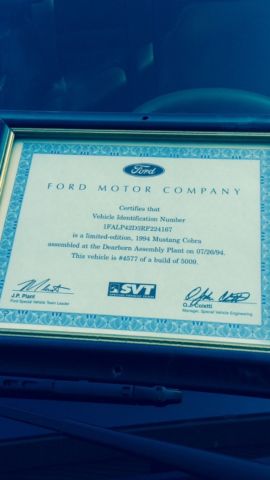 Ford
FORD MOTOR COMPANY
Certifies that
Vehicle Identification Number
1FALP42D3RF224167
is a limited-edition, 1994 Mustang Cobra
assembled at the Dearborn Assembly Plant on 07/26/94.
This vehicle is #4577 of a build of 5009.
J.P. Plant
Ford Special Vehicle Team Leader
SVT
O.J. Coletti
Manager, Special Vehicle Engineering